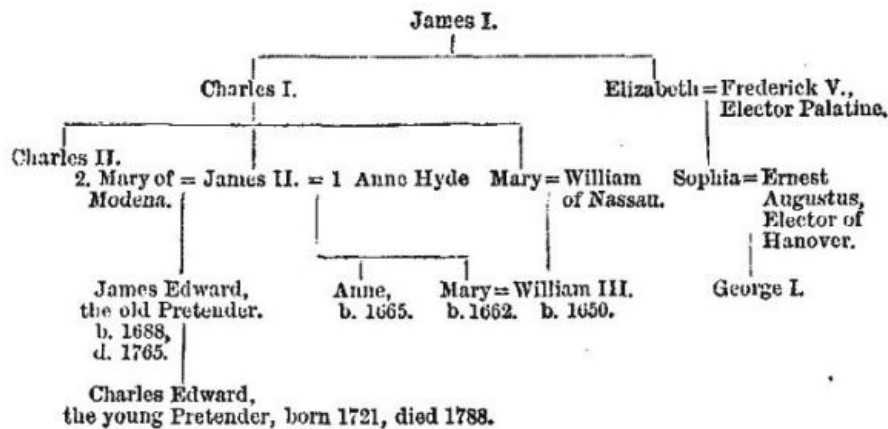 James I.
Charles I. Elizabeth = Frederick V.,
Elector Palatine.
Charles II.
2. Mary of = James II. = 1 Anne Hyde Mary = William Sophia = Ernest
Modena. of Nassau. Augustus,
Elector of
Hanover.
James Edward, Anne, Mary = William III. George I.
the old Pretender. b. 1665. b. 1662. b. 1650.
b. 1688,
d. 1765.
Charles Edward,
the young Pretender, born 1721, died 1788.